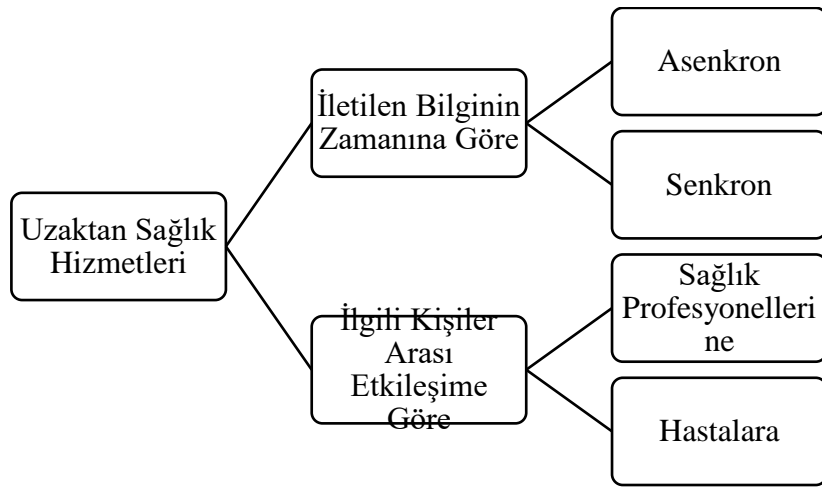 Uzaktan Sağlık
Hizmetleri
İletilen Bilginin
Zamanına Göre
Asenkron
Senkron
İlgili Kişiler
Arası
Etkileşime
Göre
Sağlık
Profesyonelleri
ne
Hastalara